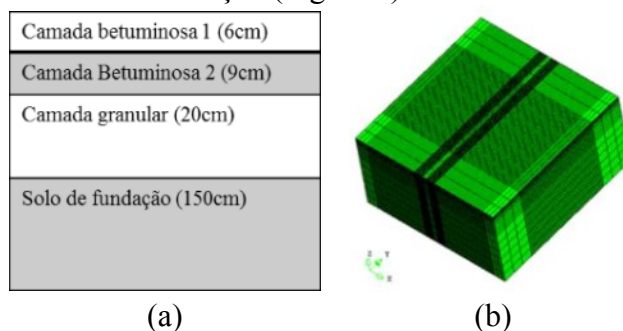 Camada betuminosa 1 (6cm)
Camada Betuminosa 2 (9cm)
Camada granular (20cm)
Solo de fundação (150cm)
Z Y
X
(a) (b)